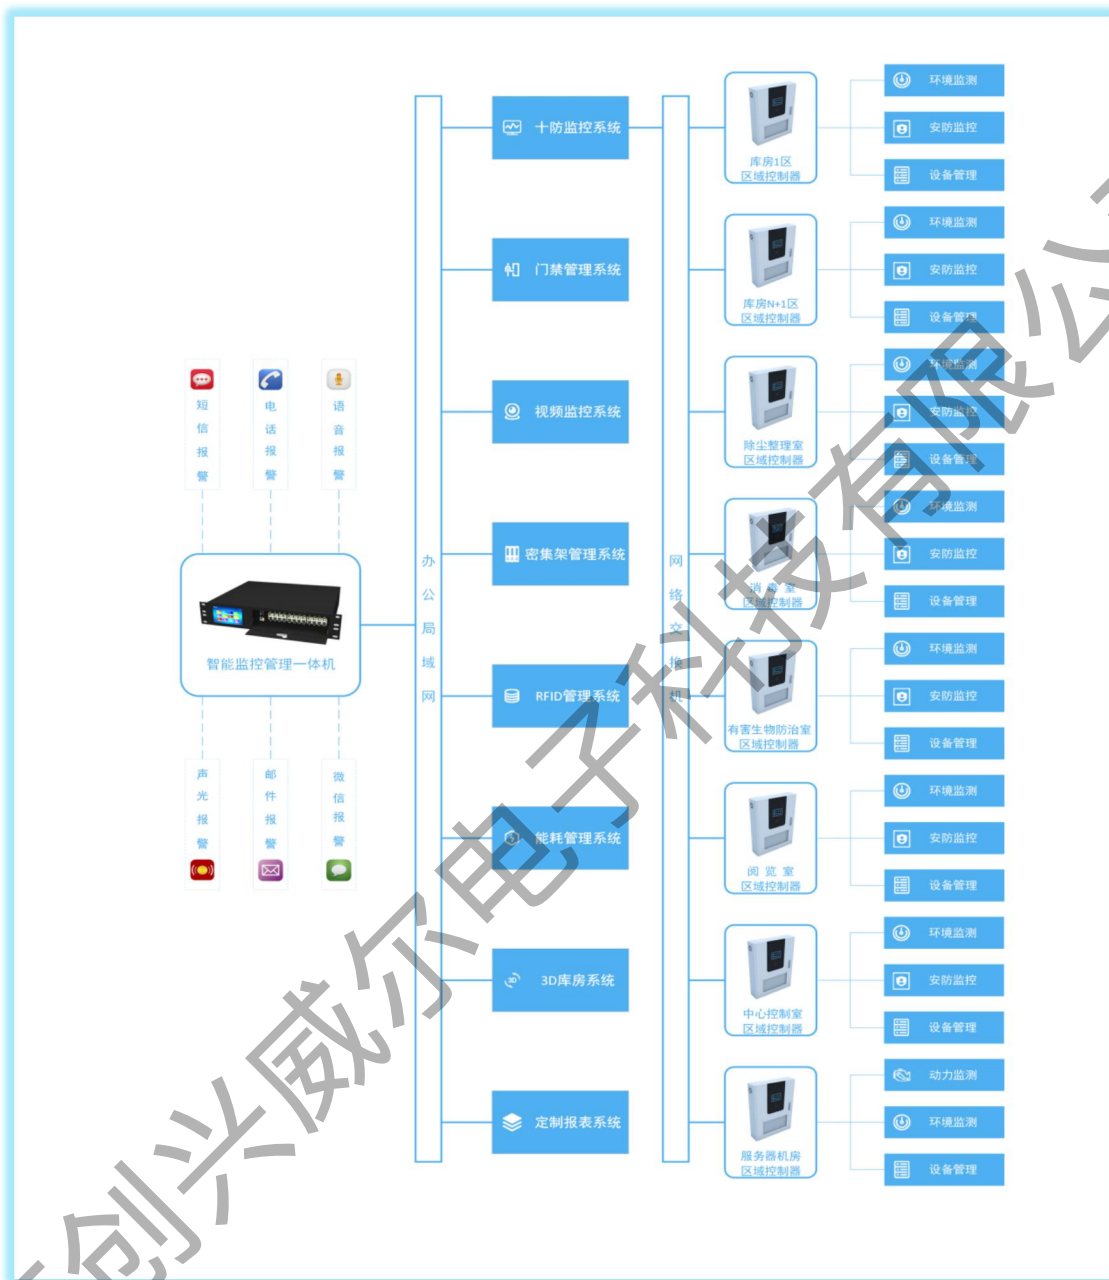 短信报警
电话报警
语音报警
智能监控管理一体机
声光报警
邮件报警
微信报警
办公局域网
十防监控系统
门禁管理系统
视频监控系统
密集架管理系统
RFID管理系统
能耗管理系统
3D库房系统
定制报表系统
网络交换机
库房1区
区域控制器
环境监测
安防监控
设备管理
库房N+1区
区域控制器
环境监测
安防监控
设备管理
除尘整理室
区域控制器
环境监测
安防监控
设备管理
消毒室
区域控制器
环境监测
安防监控
设备管理
有害生物防治室
区域控制器
环境监测
安防监控
设备管理
阅览室
区域控制器
环境监测
安防监控
设备管理
中心控制室
区域控制器
环境监测
安防监控
设备管理
服务器机房
区域控制器
动力监测
环境监测
设备管理
创兴威尔电子科技有限公